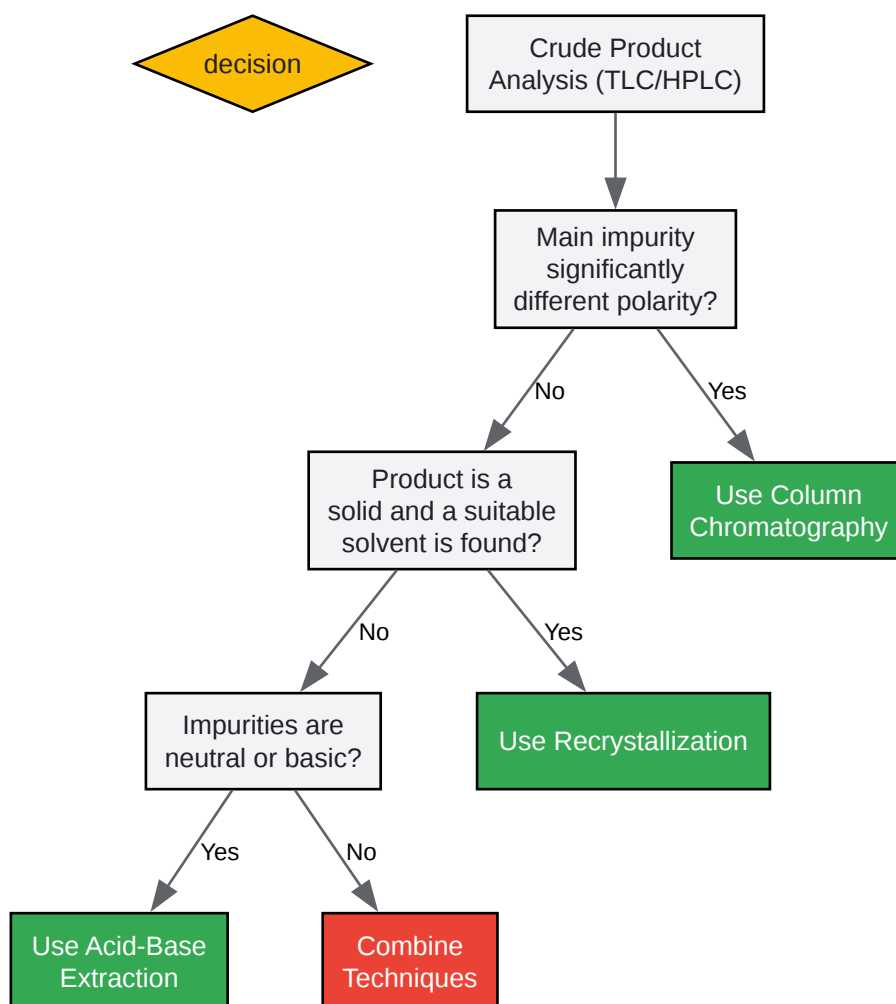 decision
Crude Product
Analysis (TLC/HPLC)
Main impurity
significantly
different polarity?
No
Yes
Product is a
solid and a suitable
solvent is found?
Use Column
Chromatography
No
Yes
Impurities are
neutral or basic?
Use Recrystallization
Yes
No
Use Acid-Base
Extraction
Combine
Techniques